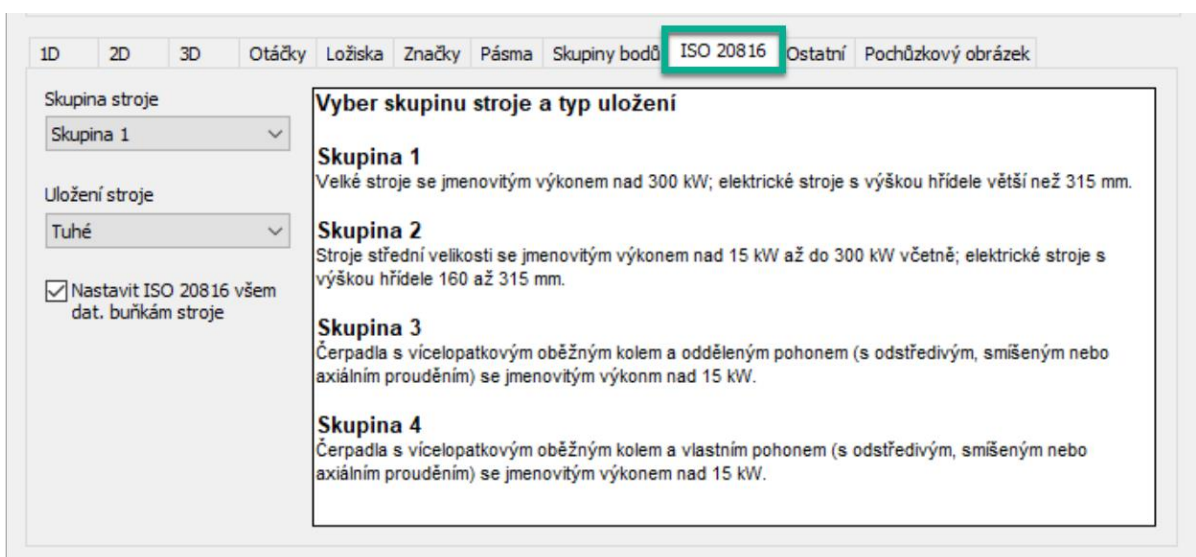 1D 2D 3D Otáčky Ložiska Značky Pásma Skupiny bodů ISO 20816 Ostatní Pochůzkový obrázek
Skupina stroje
Skupina 1
Uložení stroje
Tuhé
Nastavit ISO 20816 všem
dat. buňkám stroje
Vyber skupinu stroje a typ uložení
Skupina 1
Velké stroje se jmenovitým výkonem nad 300 kW; elektrické stroje s výškou hřídele větší než 315 mm.
Skupina 2
Stroje střední velikosti se jmenovitým výkonem nad 15 kW až do 300 kW včetně; elektrické stroje s
výškou hřídele 160 až 315 mm.
Skupina 3
Čerpadla s vícelopatkovým oběžným kolem a odděleným pohonem (s odstředivým, smíšeným nebo
axiálním prouděním) se jmenovitým výkonm nad 15 kW.
Skupina 4
Čerpadla s vícelopatkovým oběžným kolem a vlastním pohonem (s odstředivým, smíšeným nebo
axiálním prouděním) se jmenovitým výkonem nad 15 kW.